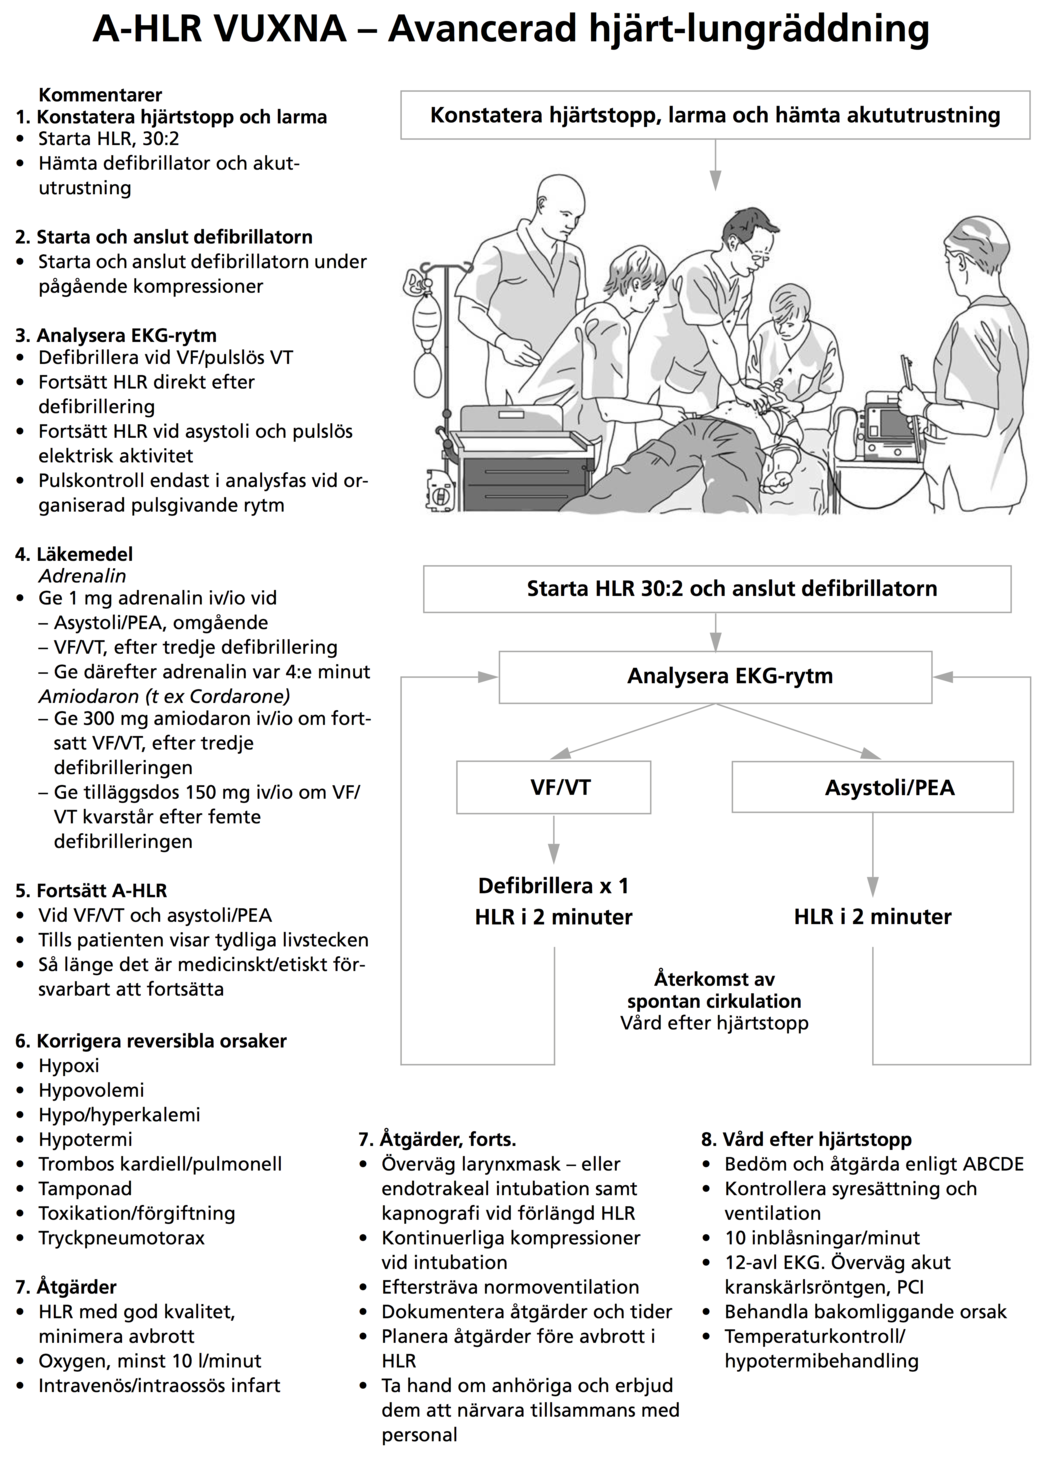 A-HLR VUXNA – Avancerad hjärt-lungräddning
Kommentarer
1. Konstatera hjärtstopp och larma
• Starta HLR, 30:2
• Hämta defibrillator och akut-
utrustning
2. Starta och anslut defibrillatorn
• Starta och anslut defibrillatorn under
pågående kompressioner
3. Analysera EKG-rytm
• Defibrillera vid VF/pulslös VT
• Fortsätt HLR direkt efter
defibrillering
• Fortsätt HLR vid asystoli och pulslös
elektrisk aktivitet
• Pulskontroll endast i analysfas vid or-
ganiserad pulsgivande rytm
4. Läkemedel
Adrenalin
• Ge 1 mg adrenalin iv/io vid
– Asystoli/PEA, omgående
– VF/VT, efter tredje defibrillering
– Ge därefter adrenalin var 4:e minut
Amiodaron (t ex Cordarone)
– Ge 300 mg amiodaron iv/io om fort-
satt VF/VT, efter tredje
defibrilleringen
– Ge tilläggsdos 150 mg iv/io om VF/
VT kvarstår efter femte
defibrilleringen
5. Fortsätt A-HLR
• Vid VF/VT och asystoli/PEA
• Tills patienten visar tydliga livstecken
• Så länge det är medicinskt/etiskt för-
svarbart att fortsätta
6. Korrigera reversibla orsaker
• Hypoxi
• Hypovolemi
• Hypo/hyperkalemi
• Hypotermi
• Trombos kardiell/pulmonell
• Tamponad
• Toxikation/förgiftning
• Tryckpneumotorax
7. Åtgärder
• HLR med god kvalitet,
minimera avbrott
• Oxygen, minst 10 l/minut
• Intravenös/intraossös infart
Konstatera hjärtstopp, larma och hämta akututrustning
Starta HLR 30:2 och anslut defibrillatorn
Analysera EKG-rytm
VF/VT
Asystoli/PEA
Defibrillera x 1
HLR i 2 minuter
HLR i 2 minuter
Återkomst av
spontan cirkulation
Vård efter hjärtstopp
7. Åtgärder, forts.
• Överväg larynxmask – eller
endotrakeal intubation samt
kapnografi vid förlängd HLR
• Kontinuerliga kompressioner
vid intubation
• Eftersträva normoventilation
• Dokumentera åtgärder och tider
• Planera åtgärder före avbrott i
HLR
• Ta hand om anhöriga och erbjud
dem att närvara tillsammans med
personal
8. Vård efter hjärtstopp
• Bedöm och åtgärda enligt ABCDE
• Kontrollera syresättning och
ventilation
• 10 inblåsningar/minut
• 12-avl EKG. Överväg akut
kranskärlsröntgen, PCI
• Behandla bakomliggande orsak
• Temperaturkontroll/
hypotermibehandling